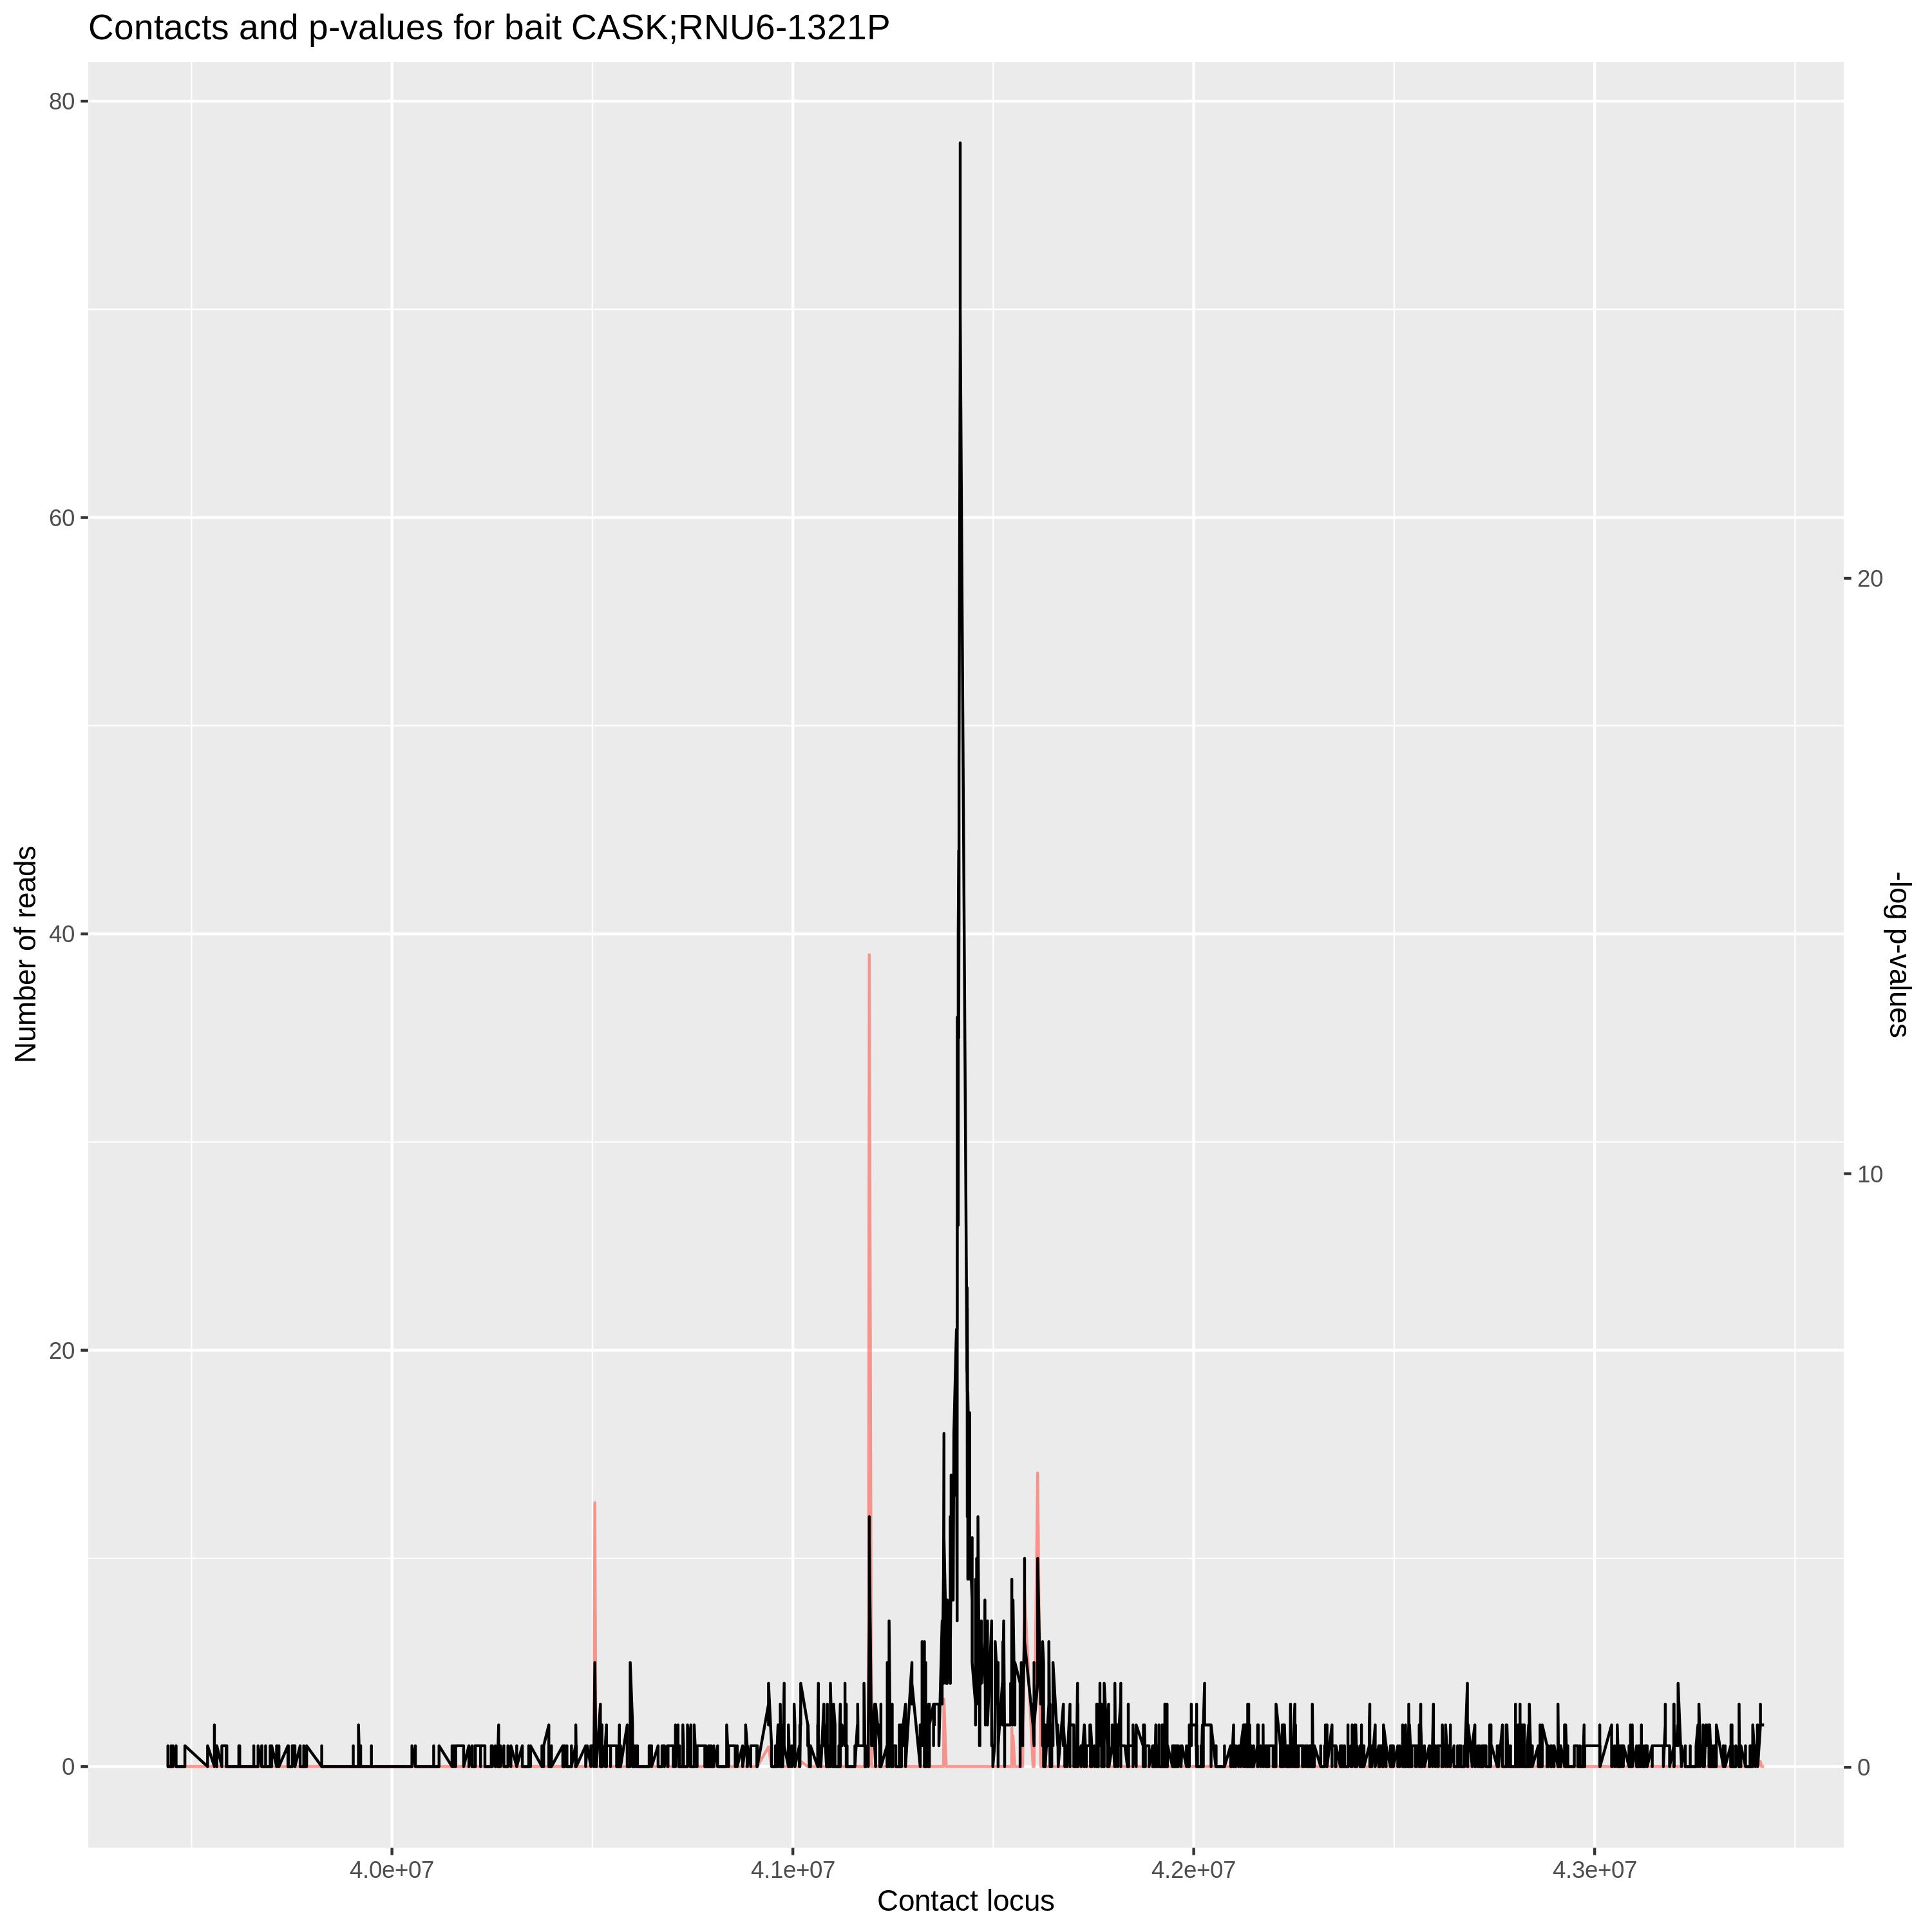 Contacts and p-values for bait CASK;RNU6-1321P
80
60
40
20
0
Number of reads
20
10
0
-log p-values
4.0e+07
4.1e+07
4.2e+07
4.3e+07
Contact locus